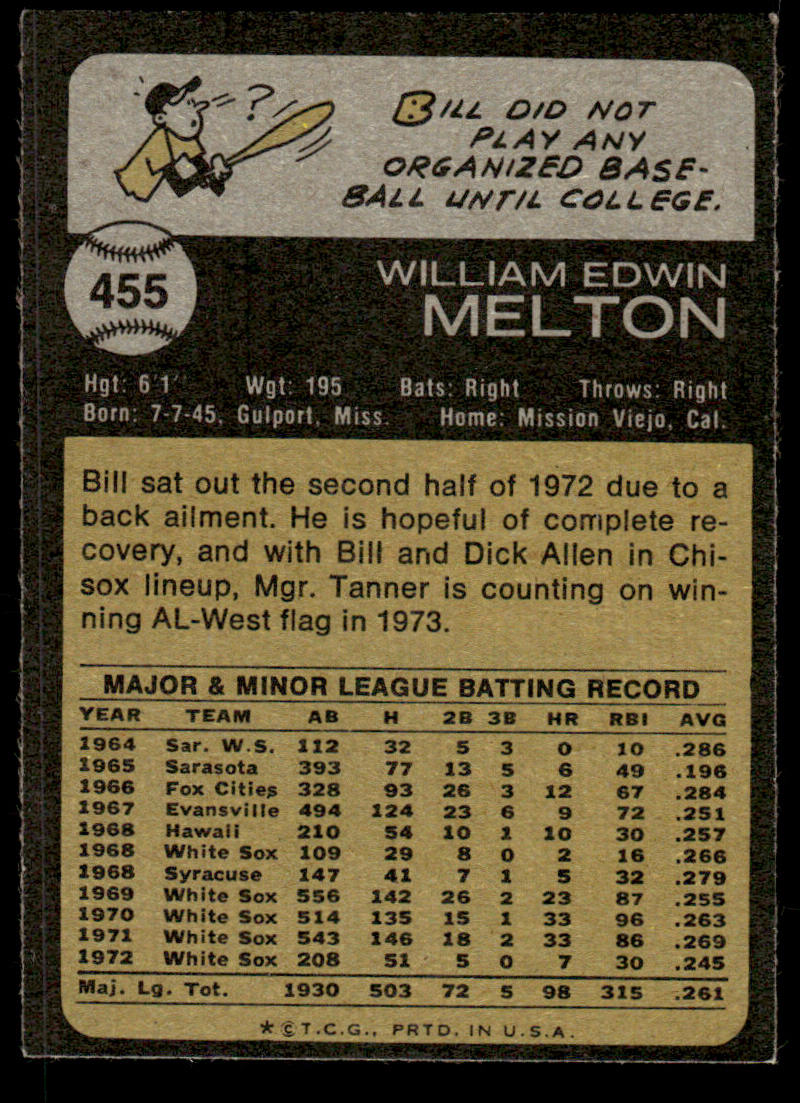 ?
BILL DID NOT
PLAY ANY
ORGANIZED BASE-
BALL UNTIL COLLEGE.
455
WILLIAM EDWIN
MELTON
Hgt: 6'1" Wgt: 195 Bats: Right Throws: Right
Born: 7-7-45, Gulport, Miss. Home: Mission Viejo, Cal.
Bill sat out the second half of 1972 due to a
back ailment. He is hopeful of complete re-
covery, and with Bill and Dick Allen in Chi-
sox lineup, Mgr. Tanner is counting on win-
ning AL-West flag in 1973.
MAJOR & MINOR LEAGUE BATTING RECORD
YEAR TEAM AB H 2B 3B HR RBI AVG
1964 Sar. W.S. 112 32 5 3 0 10 .286
1965 Sarasota 393 77 13 5 6 49 .196
1966 Fox Cities 328 93 26 3 12 67 .284
1967 Evansville 494 124 23 6 9 72 .251
1968 Hawaii 210 54 10 1 10 30 .257
1968 White Sox 109 29 8 0 2 16 .266
1968 Syracuse 147 41 7 1 5 32 .279
1969 White Sox 556 142 26 2 23 87 .255
1970 White Sox 514 135 15 1 33 96 .263
1971 White Sox 543 146 18 2 33 86 .269
1972 White Sox 208 51 5 0 7 30 .245
Maj. Lg. Tot. 1930 503 72 5 98 315 .261
*©T.C.G., PRTD. IN U.S.A.